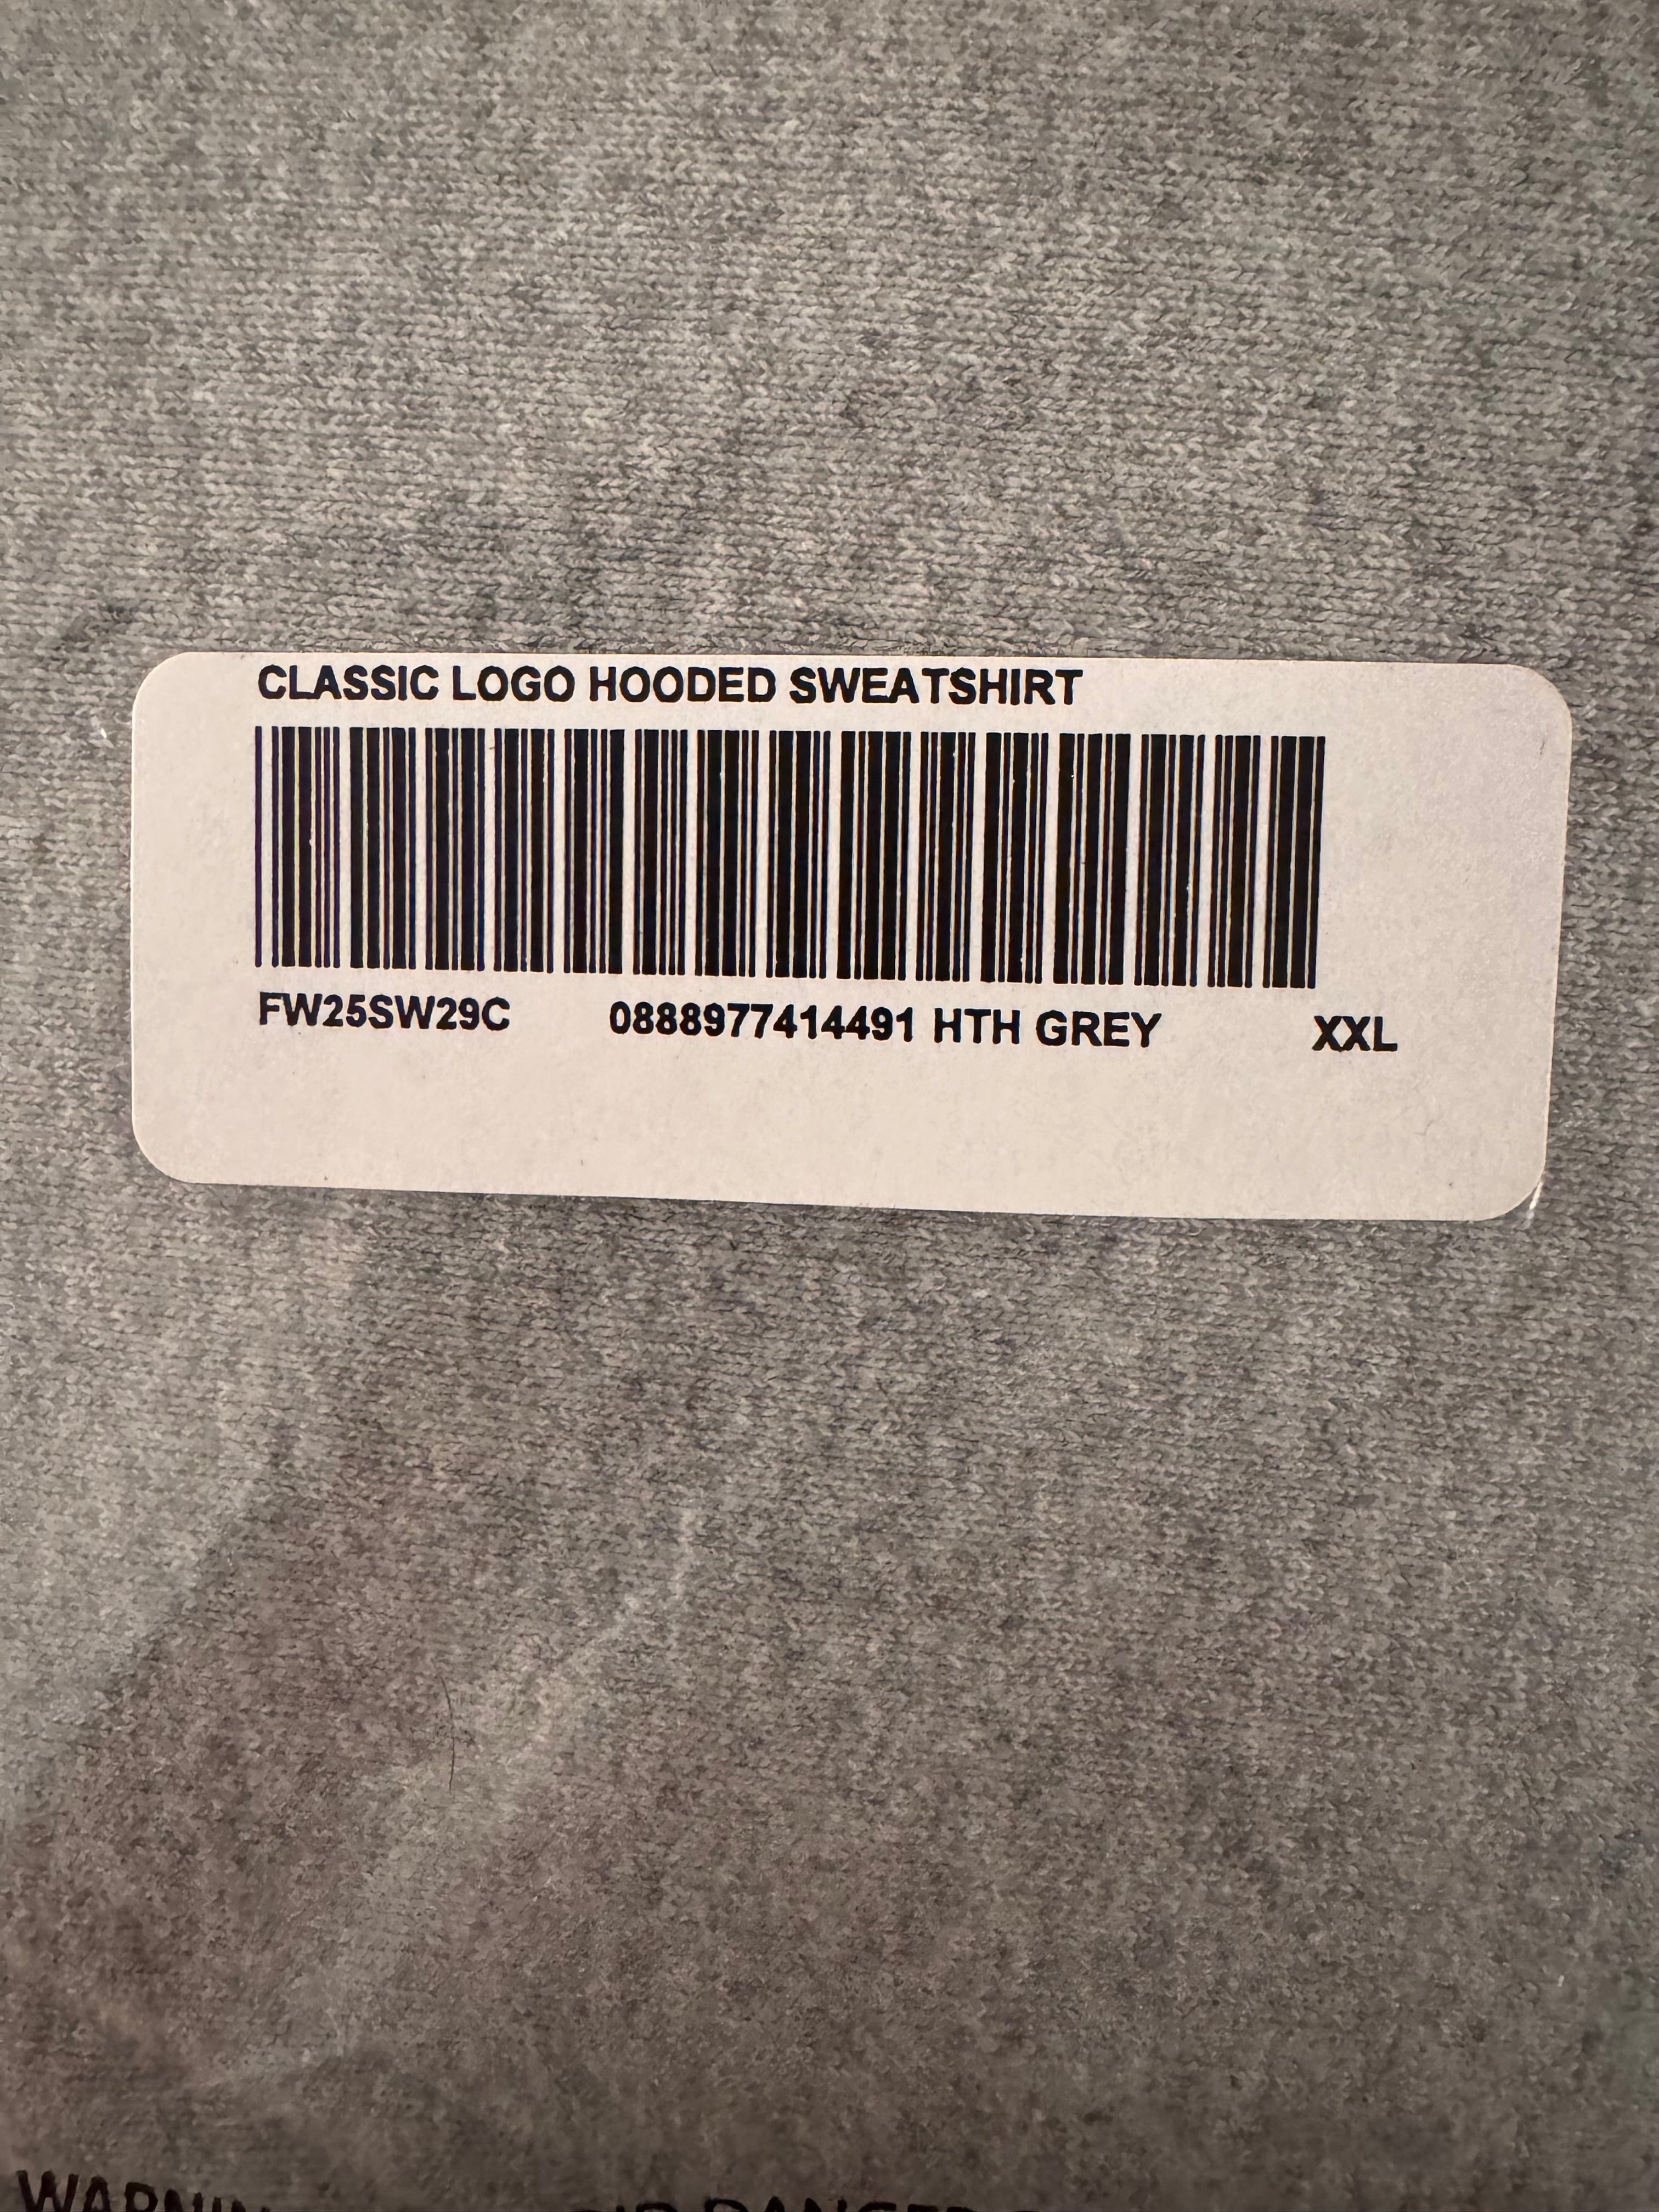 CLASSIC LOGO HOODED SWEATSHIRT
FW25SW29C 0888977414491 HTH GREY XXL